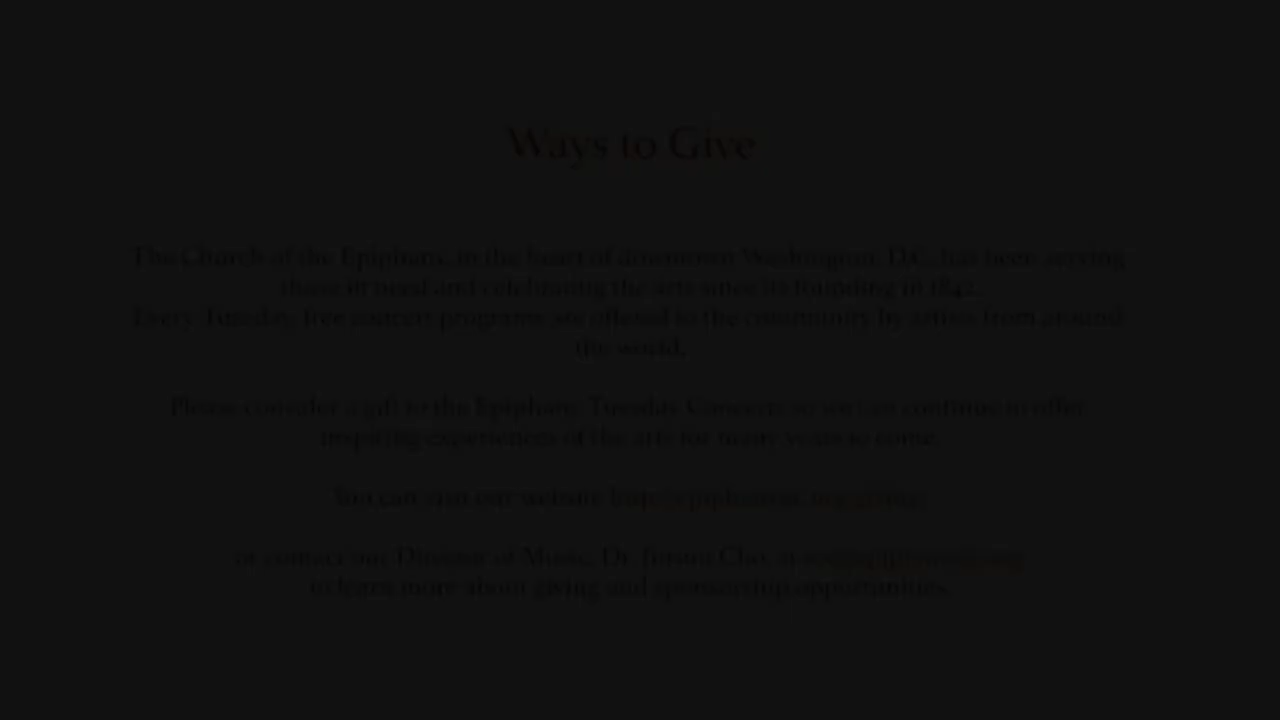 Ways to Give
The Church of the Epiphany, in the heart of downtown Washington, D.C. has been serving
those in need and celebrating the arts since its founding in 1842.
Every Tuesday, free concert programs are offered to the community by artists from around
the world.
Please consider a gift to the Epiphany Tuesday Concerts so we can continue to offer
inspiring experiences of the arts for many years to come.
You can visit our website
or contact our Director of Music, Dr. Cho, at
to learn more about giving and sponsorship opportunities.